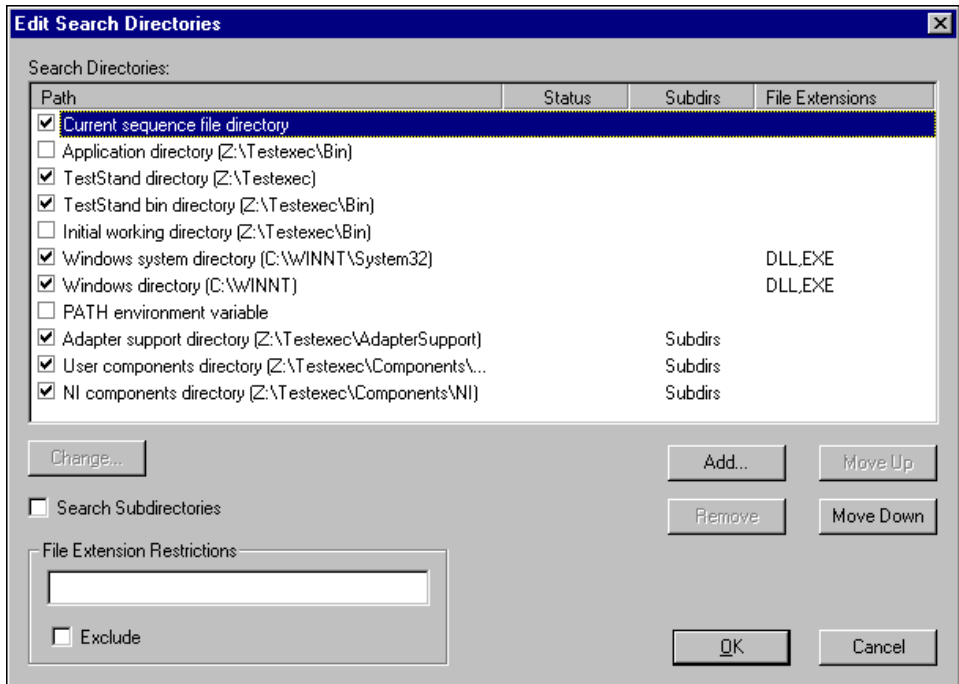 Edit Search Directories
Search Directories:
Path Status Subdirs File Extensions
Current sequence file directory
Application directory (Z:\Testexec\Bin)
TestStand directory (Z:\Testexec)
TestStand bin directory (Z:\Testexec\Bin)
Initial working directory (Z:\Testexec\Bin)
Windows system directory (C:\WINNT\System32) DLL,EXE
Windows directory (C:\WINNT) DLL,EXE
PATH environment variable
Adapter support directory (Z:\Testexec\AdapterSupport) Subdirs
User components directory (Z:\Testexec\Components\... Subdirs
NI components directory (Z:\Testexec\Components\NI) Subdirs
Change... Add... Move Up
Search Subdirectories Remove Move Down
File Extension Restrictions
Exclude
OK Cancel